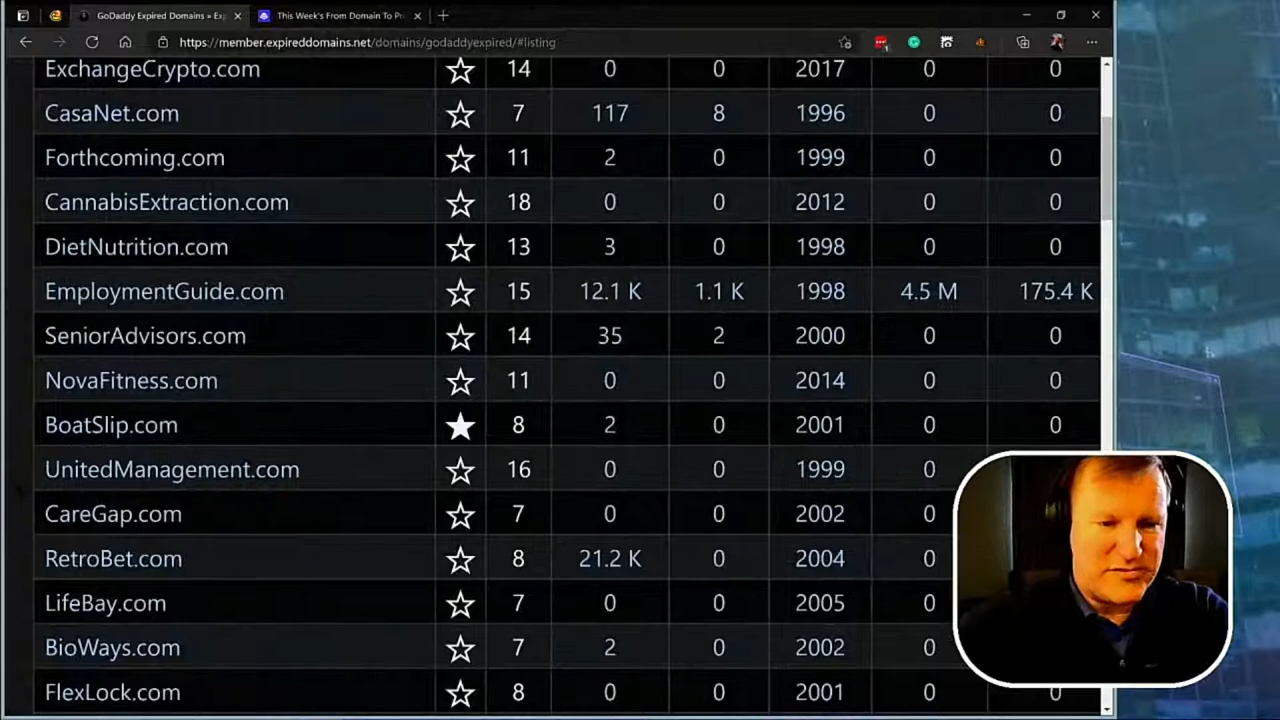 GoDaddy Expired Domains » Exp
This Week's From Domain To Pr
https://member.expireddomains.net/domains/godaddyexpired/#listing
ExchangeCrypto.com 14 0 0 2017 0 0
CasaNet.com 7 117 8 1996 0 0
Forthcoming.com 11 2 0 1999 0 0
CannabisExtraction.com 18 0 0 2012 0 0
DietNutrition.com 13 3 0 1998 0 0
EmploymentGuide.com 15 12.1 K 1.1 K 1998 4.5 M 175.4 K
SeniorAdvisors.com 14 35 2 2000 0 0
NovaFitness.com 11 0 0 2014 0 0
BoatSlip.com 8 2 0 2001 0 0
UnitedManagement.com 16 0 0 1999 0
CareGap.com 7 0 0 2002 0
RetroBet.com 8 21.2 K 0 2004 0
LifeBay.com 7 0 0 2005 0
BioWays.com 7 2 0 2002 0
FlexLock.com 8 0 0 2001 0 0